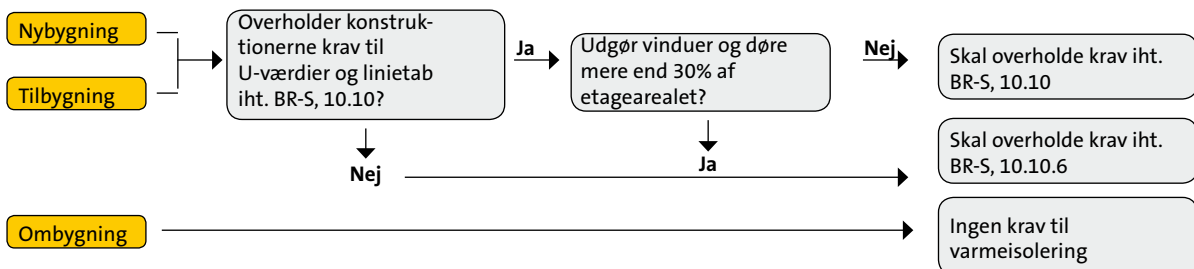 Nybygning
Tilbygning
Overholder konstruk-
tionerne krav til
U-værdier og linietab
iht. BR-S, 10.10?
Ja
Udgør vinduer og døre
mere end 30% af
etagearealet?
Nej
Skal overholde krav iht.
BR-S, 10.10
Nej
Ja
Skal overholde krav iht.
BR-S, 10.10.6
Ombygning
Ingen krav til
varmeisolering